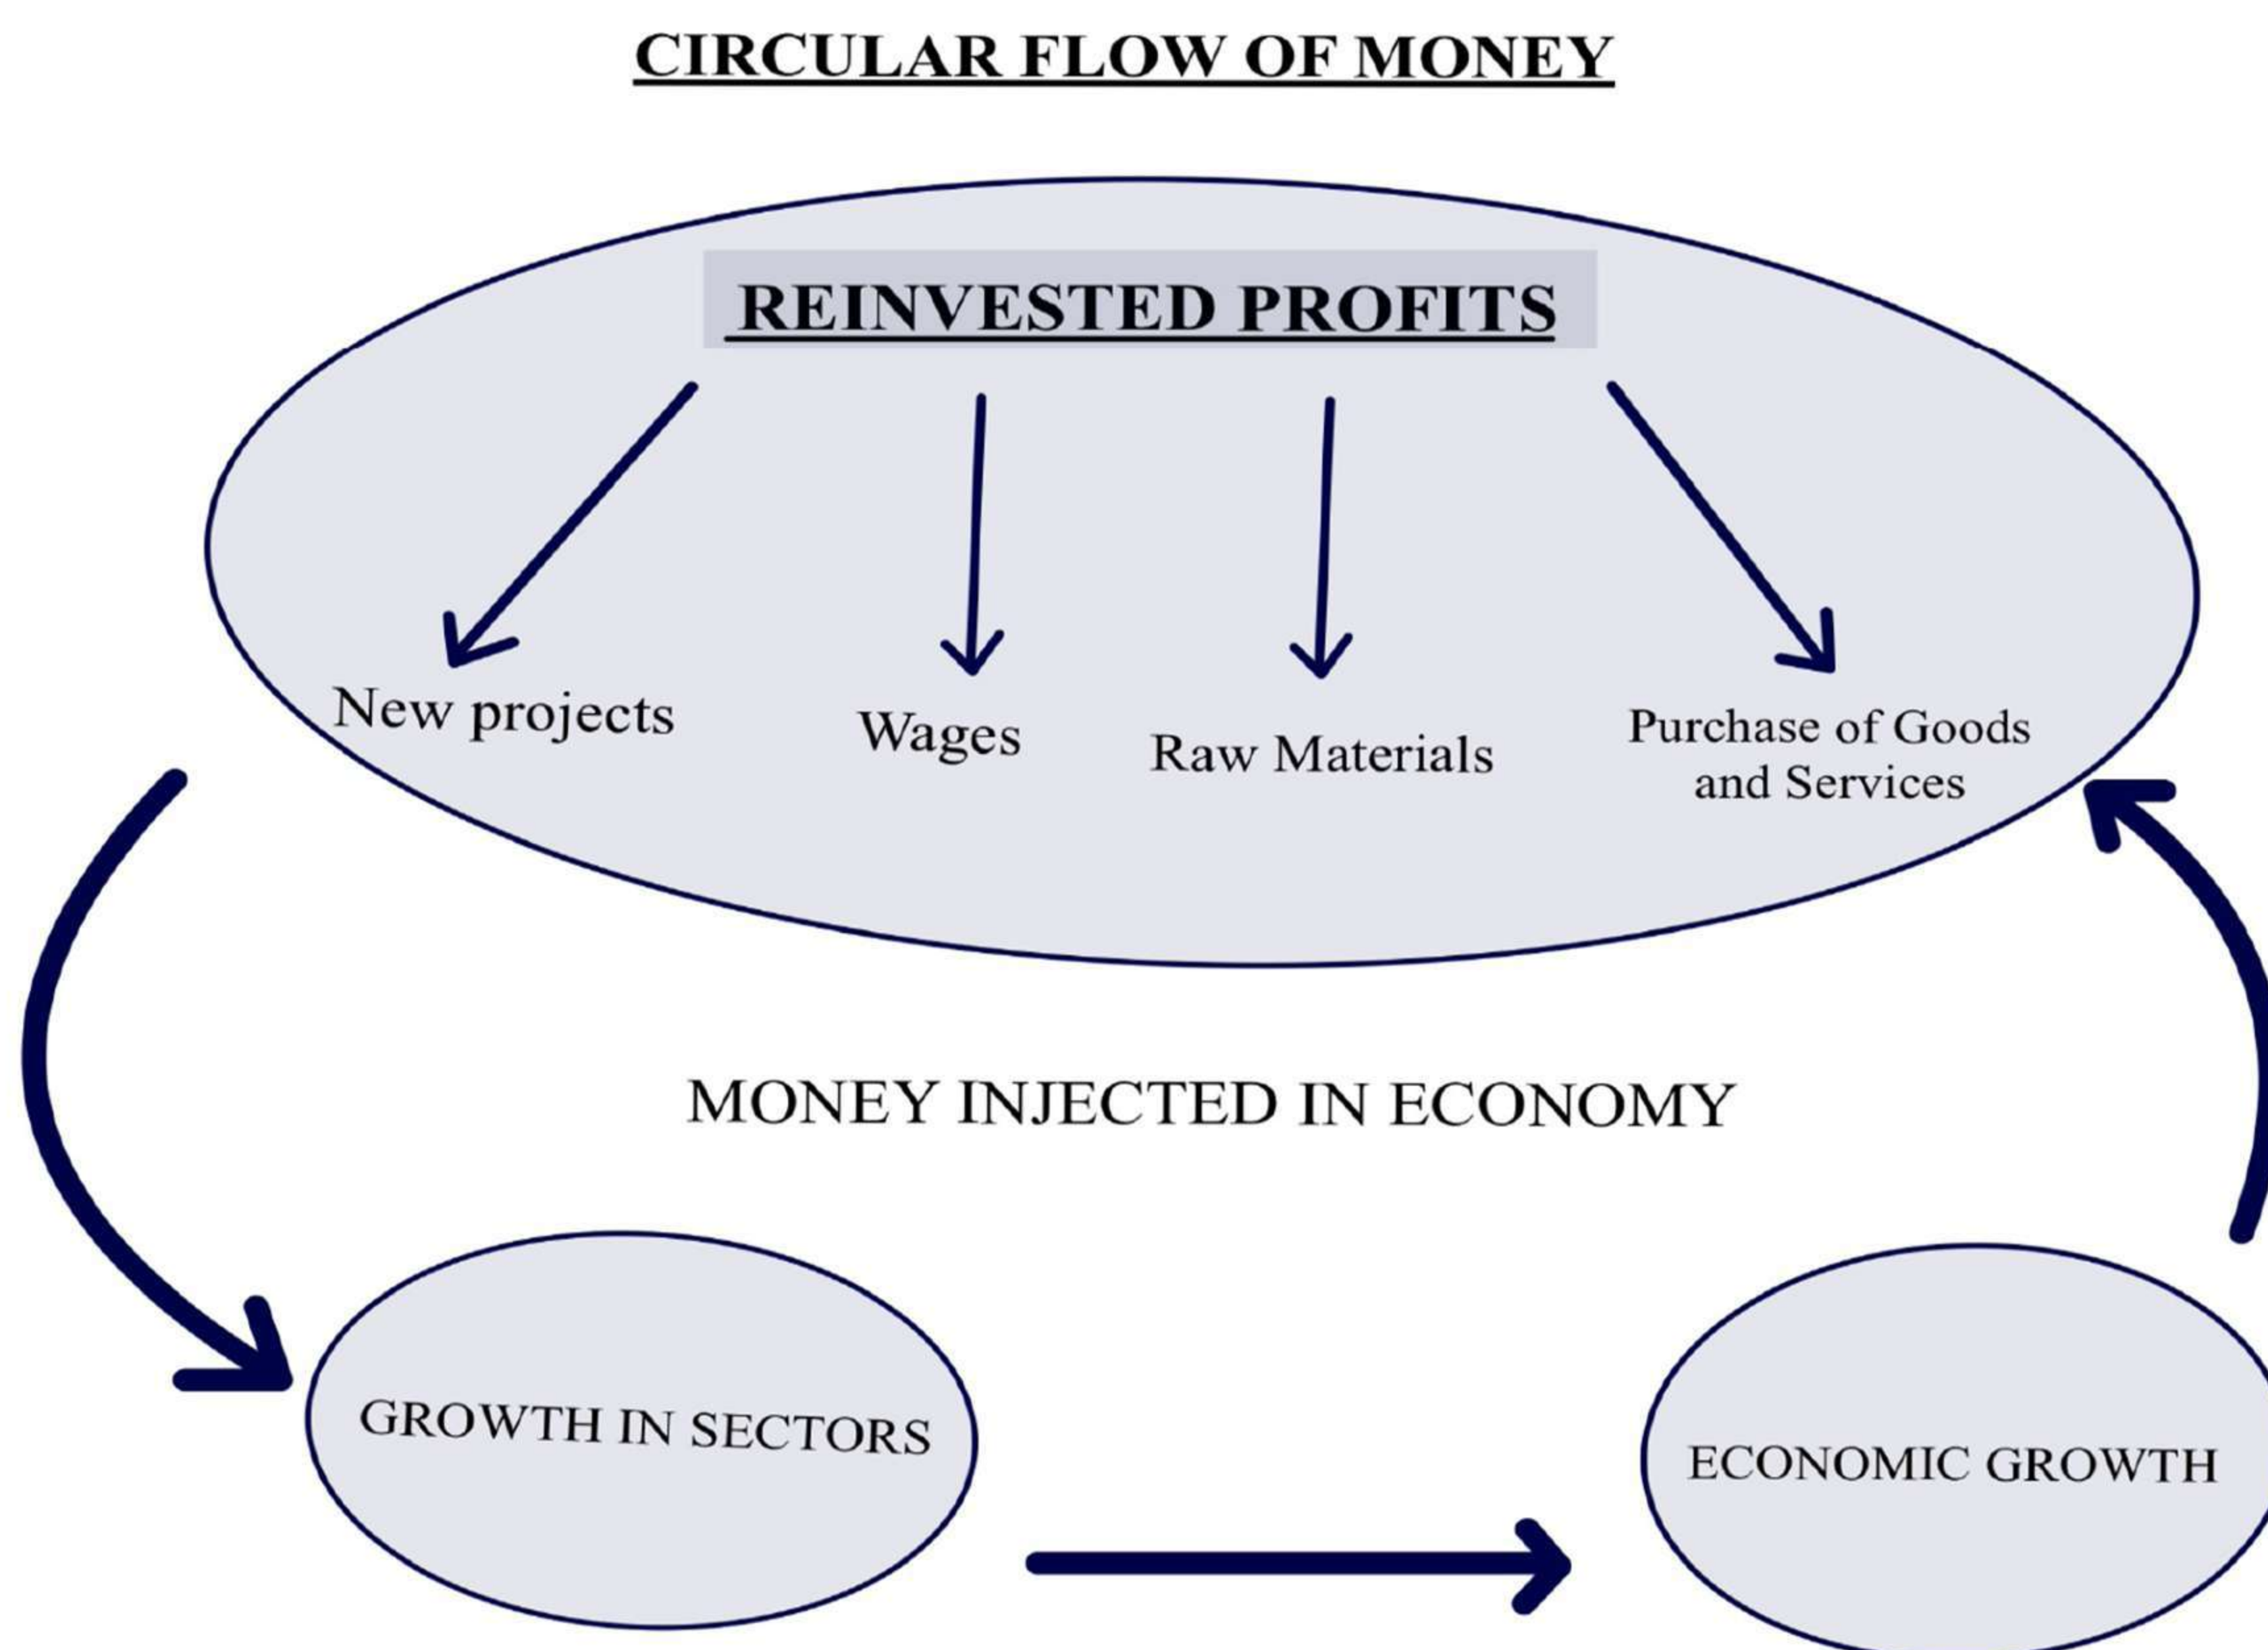 CIRCULAR FLOW OF MONEY
REINVESTED PROFITS
New projects
Wages
Raw Materials
Purchase of Goods
and Services
MONEY INJECTED IN ECONOMY
GROWTH IN SECTORS
ECONOMIC GROWTH